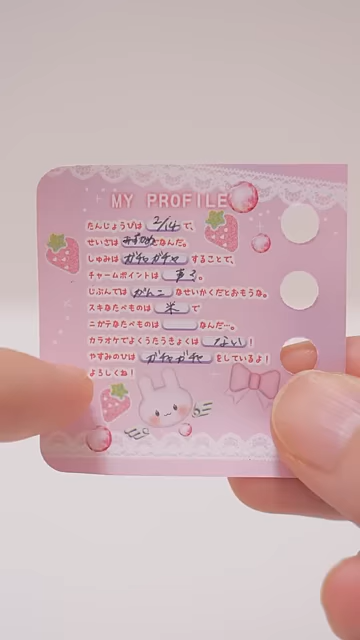 MY PROFILE
たんじょうびは 2/14 で、
せいざは みずがめ なんだ。
しゅみは ガチャガチャ することで、
チャームポイントは 。
じぶんでは がんこ なせいかくだとおもうな。
スキなたべものは 米 で
ニガテなたべものは なんだ…。
カラオケでよくうたうきょくは ない !
やすみのひは ガチャガチャ をしているよ!
よろしくね!